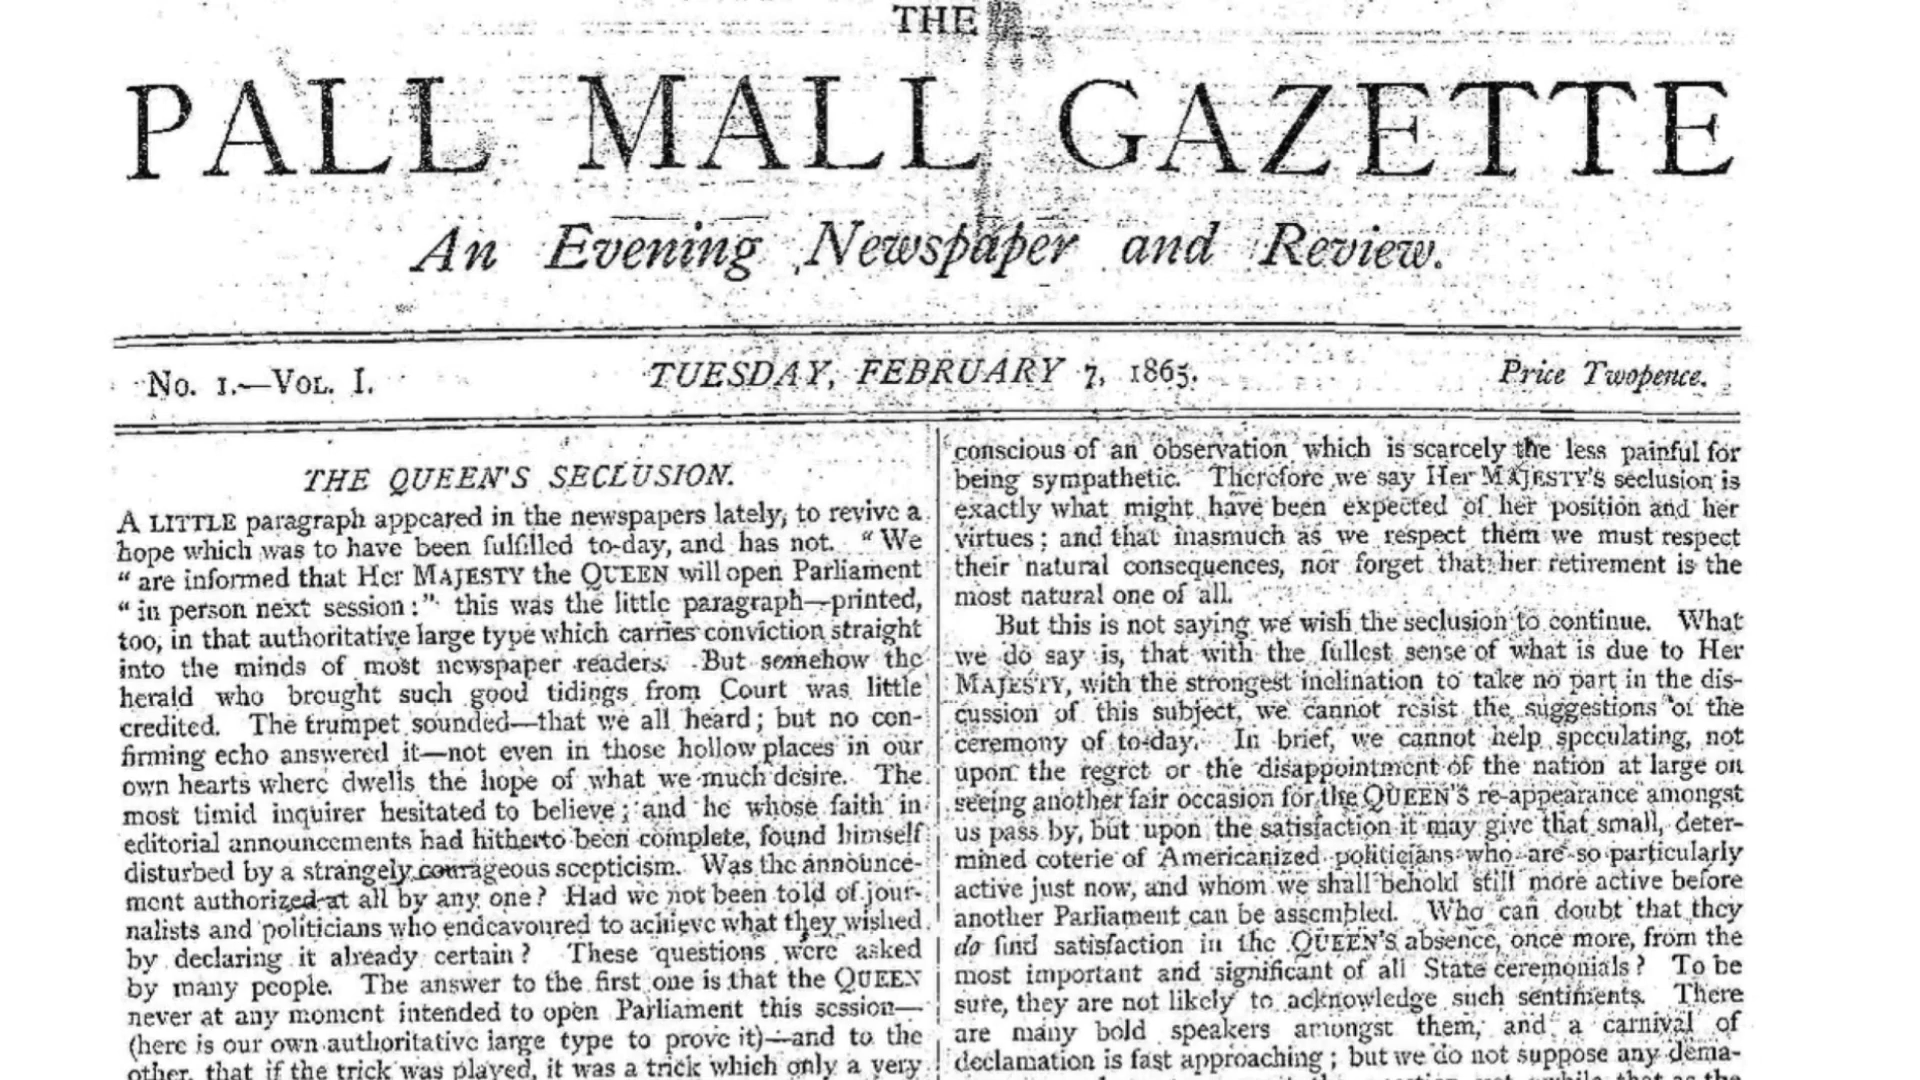 THE
PALL MALL GAZETTE
An Evening Newspaper and Review.
No. 1.—VOL. I.
TUESDAY, FEBRUARY 7, 1865.
Price Twopence.
THE QUEEN'S SECLUSION.
A LITTLE paragraph appeared in the newspapers lately, to revive a
hope which was to have been fulfilled to-day, and has not. "We
"are informed that Her MAJESTY the QUEEN will open Parliament
"in person next session:" this was the little paragraph—printed,
too, in that authoritative large type which carries conviction straight
into the minds of most newspaper readers. But somehow the
herald who brought such good tidings from Court was little
credited. The trumpet sounded—that we all heard; but no con-
firming echo answered it—not even in those hollow places in our
own hearts where dwells the hope of what we much desire. The
most timid inquirer hesitated to believe; and he whose faith in
editorial announcements had hitherto been complete, found himself
disturbed by a strangely courageous scepticism. Was the announce-
ment authorized at all by any one? Had we not been told of jour-
nalists and politicians who endeavoured to achieve what they wished
by declaring it already certain? These questions were asked
by many people. The answer to the first one is that the QUEEN
never at any moment intended to open Parliament this session—
(here is our own authoritative large type to prove it)—and to the
other, that if the trick was played, it was a trick which only a very
conscious of an observation which is scarcely the less painful for
being sympathetic. Therefore we say Her MAJESTY'S seclusion is
exactly what might have been expected of her position and her
virtues; and that inasmuch as we respect them we must respect
their natural consequences, nor forget that her retirement is the
most natural one of all.
But this is not saying we wish the seclusion to continue. What
we do say is, that with the fullest sense of what is due to Her
MAJESTY, with the strongest inclination to take no part in the dis-
cussion of this subject, we cannot resist the suggestions of the
ceremony of to-day. In brief, we cannot help speculating, not
upon the regret or the disappointment of the nation at large on
seeing another fair occasion for the QUEEN'S re-appearance amongst
us pass by, but upon the satisfaction it may give that small, deter-
mined coterie of Americanized politicians who are so particularly
active just now, and whom we shall behold still more active before
another Parliament can be assembled. Who can doubt that they
do find satisfaction in the QUEEN'S absence, once more, from the
most important and significant of all State ceremonials? To be
sure, they are not likely to acknowledge such sentiments. There
are many bold speakers amongst them, and a carnival of
declamation is fast approaching; but we do not suppose any dema-